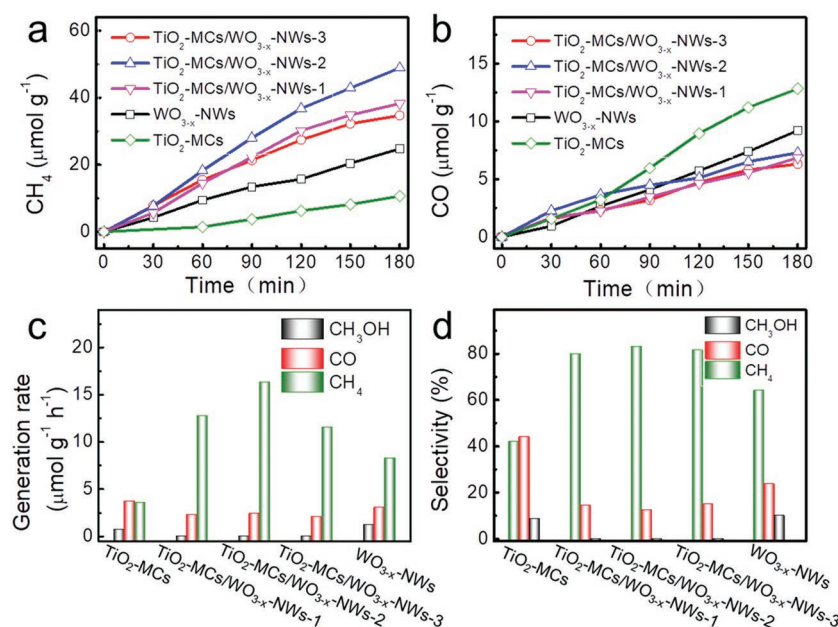 a
60
40
20
0
CH₄ (μmol g⁻¹)
TiO₂-MCs/WO₃₋ₓ-NWs-3
TiO₂-MCs/WO₃₋ₓ-NWs-2
TiO₂-MCs/WO₃₋ₓ-NWs-1
WO₃₋ₓ-NWs
TiO₂-MCs
0 30 60 90 120 150 180
Time (min)
b
15
10
5
0
CO (μmol g⁻¹)
TiO₂-MCs/WO₃₋ₓ-NWs-3
TiO₂-MCs/WO₃₋ₓ-NWs-2
TiO₂-MCs/WO₃₋ₓ-NWs-1
WO₃₋ₓ-NWs
TiO₂-MCs
0 30 60 90 120 150 180
Time (min)
c
20
15
10
5
0
Generation rate
(μmol g⁻¹ h⁻¹)
CH₃OH
CO
CH₄
TiO₂-MCs
TiO₂-MCs/WO₃₋ₓ-NWs-1
TiO₂-MCs/WO₃₋ₓ-NWs-2
TiO₂-MCs/WO₃₋ₓ-NWs-3
WO₃₋ₓ-NWs
d
80
60
40
20
0
Selectivity (%)
CH₃OH
CO
CH₄
TiO₂-MCs
TiO₂-MCs/WO₃₋ₓ-NWs-1
TiO₂-MCs/WO₃₋ₓ-NWs-2
TiO₂-MCs/WO₃₋ₓ-NWs-3
WO₃₋ₓ-NWs